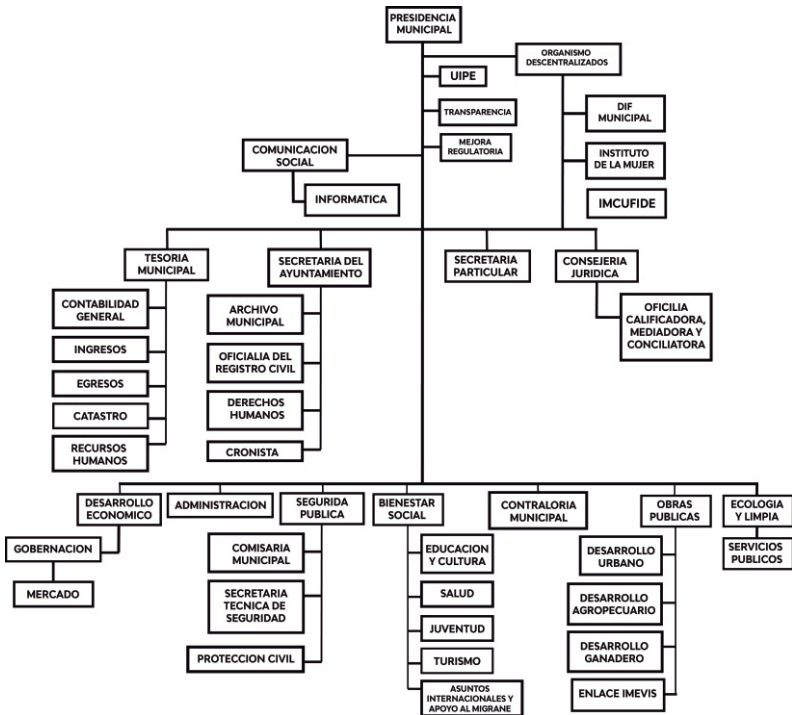 PRESIDENCIA
MUNICIPAL
ORGANISMO
DESCENTRALIZADOS
UIPE
TRANSPARENCIA
MEJORA
REGULATORIA
DIF
MUNICIPAL
INSTITUTO
DE LA MUJER
IMCUFIDE
COMUNICACION
SOCIAL
INFORMATICA
TESORIA
MUNICIPAL
CONTABILIDAD
GENERAL
INGRESOS
EGRESOS
CATASTRO
RECURSOS
HUMANOS
SECRETARIA DEL
AYUNTAMIENTO
ARCHIVO
MUNICIPAL
OFICIALIA DEL
REGISTRO CIVIL
DERECHOS
HUMANOS
CRONISTA
SECRETARIA
PARTICULAR
CONSEJERIA
JURIDICA
OFICILIA
CALIFICADORA,
MEDIADORA Y
CONCILIATORA
DESARROLLO
ECONOMICO
GOBERNACION
MERCADO
ADMINISTRACION
SEGURIDA
PUBLICA
COMISARIA
MUNICIPAL
SECRETARIA
TECNICA DE
SEGURIDAD
PROTECCION CIVIL
BIENESTAR
SOCIAL
EDUCACION
Y CULTURA
SALUD
JUVENTUD
TURISMO
ASUNTOS
INTERNACIONALES Y
APOYO AL MIGRANE
CONTRALORIA
MUNICIPAL
OBRAS
PUBLICAS
DESARROLLO
URBANO
DESARROLLO
AGROPECUARIO
DESARROLLO
GANADERO
ENLACE IMEVIS
ECOLOGIA
Y LIMPIA
SERVICIOS
PUBLICOS